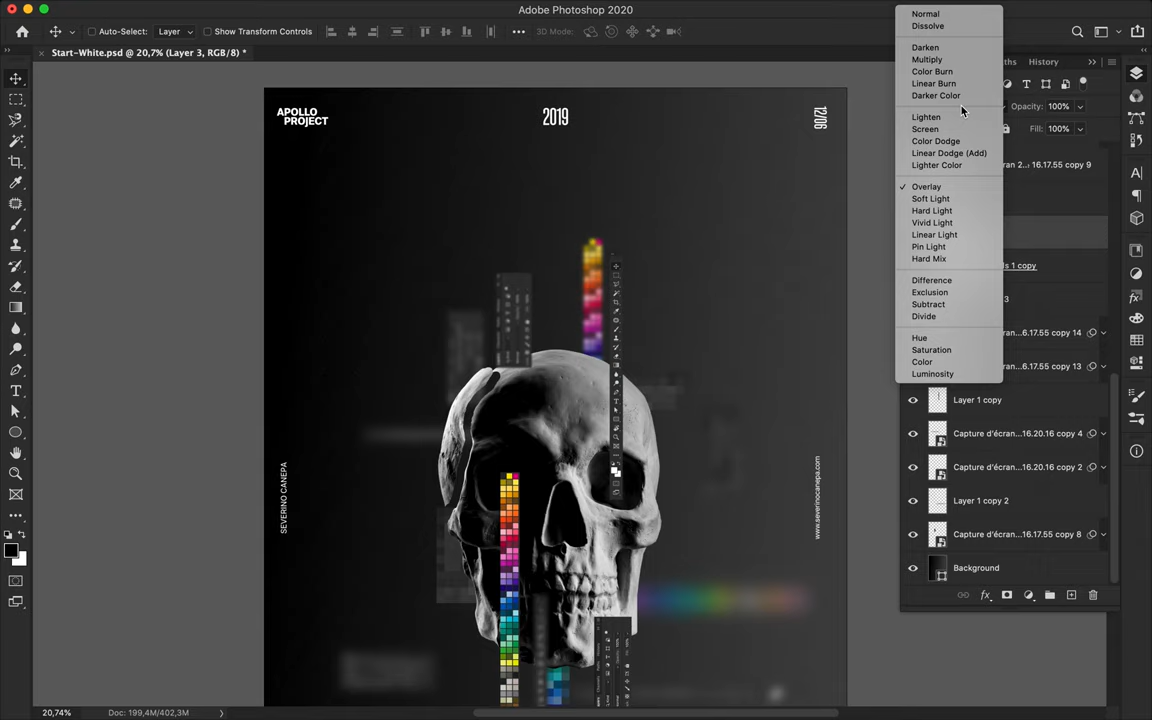 Adobe Photoshop 2020
Auto-Select:
Layer
Show Transform Controls
3D Mode:
Start-White.psd @ 20,7% (Layer 3, RGB/8) *
Normal
Dissolve
Darken
Multiply
Color Burn
Linear Burn
Darker Color
Lighten
Screen
Color Dodge
Linear Dodge (Add)
Lighter Color
Overlay
Soft Light
Hard Light
Vivid Light
Linear Light
Pin Light
Hard Mix
Difference
Exclusion
Subtract
Divide
Hue
Saturation
Color
Luminosity
History
Opacity: 100%
Fill: 100%
16.17.55 copy 9
1 copy
3
6.17.55 copy 14
6.17.55 copy 13
Layer 1 copy
Capture d'écran...16.20.16 copy 4
Capture d'écran...16.20.16 copy 2
Layer 1 copy 2
Capture d'écran...16.17.55 copy 8
Background
APOLLO
PROJECT
2019
12/06
SEVERINO CANEPA
www.severinocanepa.com
20,74%
Doc: 199,4M/402,3M